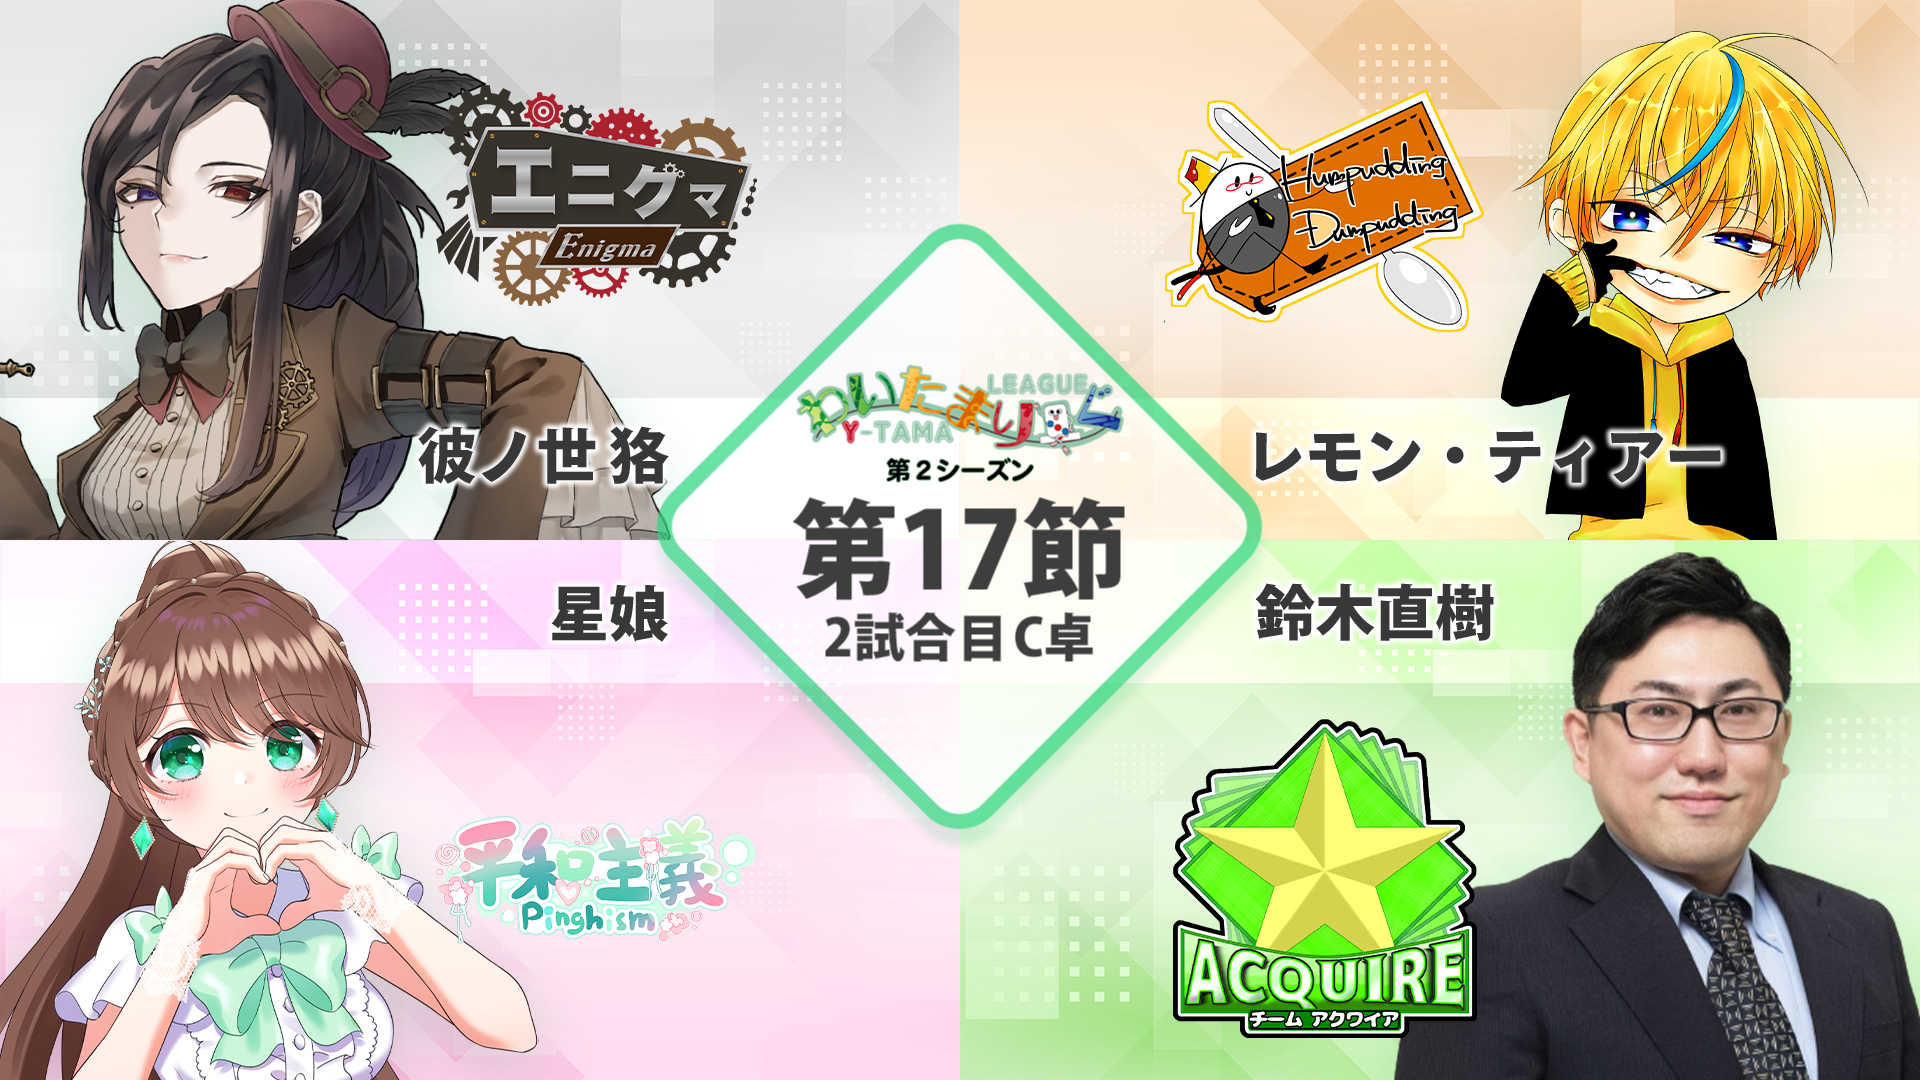 エニグマ
Enigma
彼ノ世 狢
Humpudding
Dumpudding
レモン・ティアー
わいたまりーぐ
LEAGUE
Y-TAMA
第2シーズン
第17節
2試合目 C卓
星娘
平和主義
Pinghism
鈴木直樹
ACQUIRE
チーム アクワイア